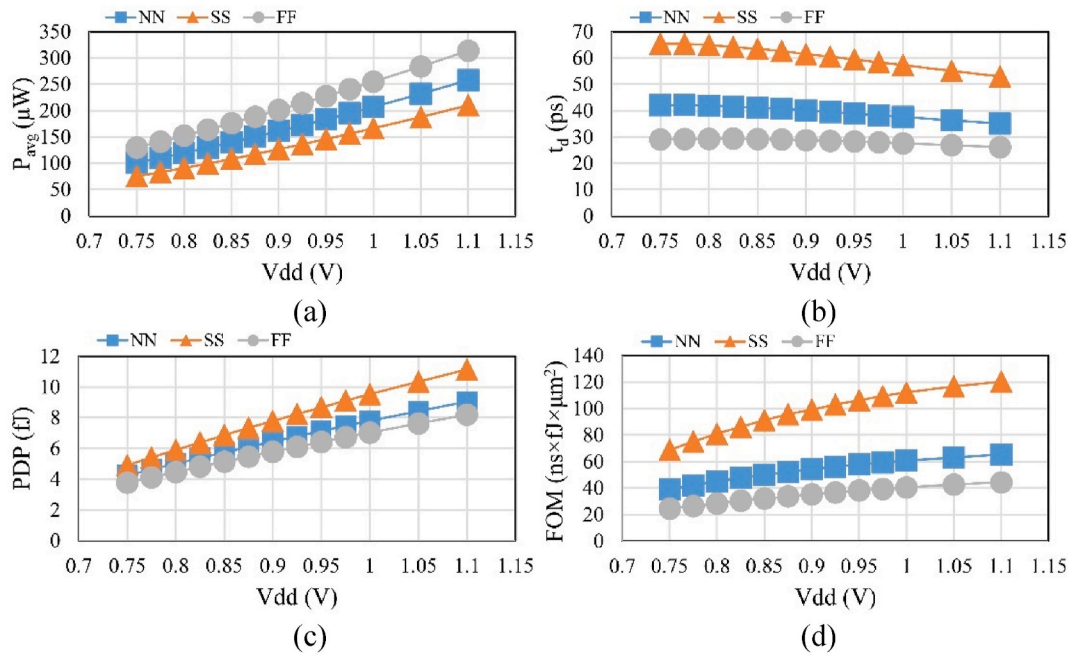 NN SS FF
350
300
250
200
150
100
50
0
P_avg (µW)
0.7 0.75 0.8 0.85 0.9 0.95 1 1.05 1.1 1.15
Vdd (V)
(a)
NN SS FF
70
60
50
40
30
20
10
0
t_d (ps)
0.7 0.75 0.8 0.85 0.9 0.95 1 1.05 1.1 1.15
Vdd (V)
(b)
NN SS FF
12
10
8
6
4
2
0
PDP (fJ)
0.7 0.75 0.8 0.85 0.9 0.95 1 1.05 1.1 1.15
Vdd (V)
(c)
NN SS FF
140
120
100
80
60
40
20
0
FOM (ns×fJ×µm²)
0.7 0.75 0.8 0.85 0.9 0.95 1 1.05 1.1 1.15
Vdd (V)
(d)